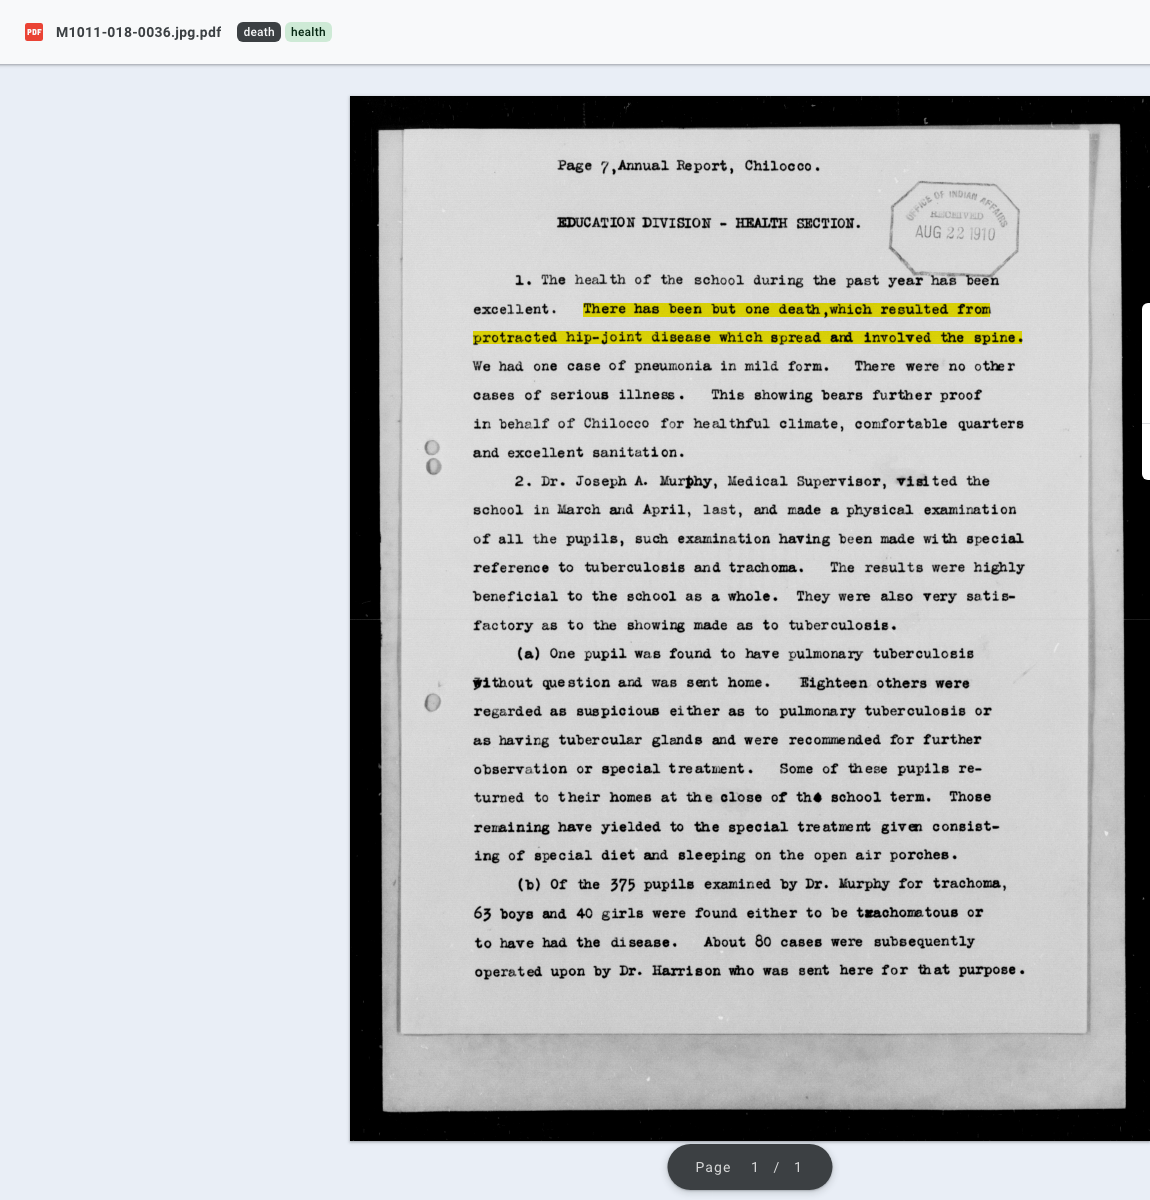 PDF M1011-018-0036.jpg.pdf death health
Page 7,Annual Report, Chilocco.
OFFICE OF INDIAN AFFAIRS
RECEIVED
AUG 22 1910
EDUCATION DIVISION - HEALTH SECTION.
1. The health of the school during the past year has been
excellent. There has been but one death,which resulted from
protracted hip-joint disease which spread and involved the spine.
We had one case of pneumonia in mild form. There were no other
cases of serious illness. This showing bears further proof
in behalf of Chilocco for healthful climate, comfortable quarters
and excellent sanitation.
2. Dr. Joseph A. Murphy, Medical Supervisor, visited the
school in March and April, last, and made a physical examination
of all the pupils, such examination having been made with special
reference to tuberculosis and trachoma. The results were highly
beneficial to the school as a whole. They were also very satis-
factory as to the showing made as to tuberculosis.
(a) One pupil was found to have pulmonary tuberculosis
without question and was sent home. Eighteen others were
regarded as suspicious either as to pulmonary tuberculosis or
as having tubercular glands and were recommended for further
observation or special treatment. Some of these pupils re-
turned to their homes at the close of the school term. Those
remaining have yielded to the special treatment given consist-
ing of special diet and sleeping on the open air porches.
(b) Of the 375 pupils examined by Dr. Murphy for trachoma,
63 boys and 40 girls were found either to be trachomatous or
to have had the disease. About 80 cases were subsequently
operated upon by Dr. Harrison who was sent here for that purpose.
Page 1 / 1